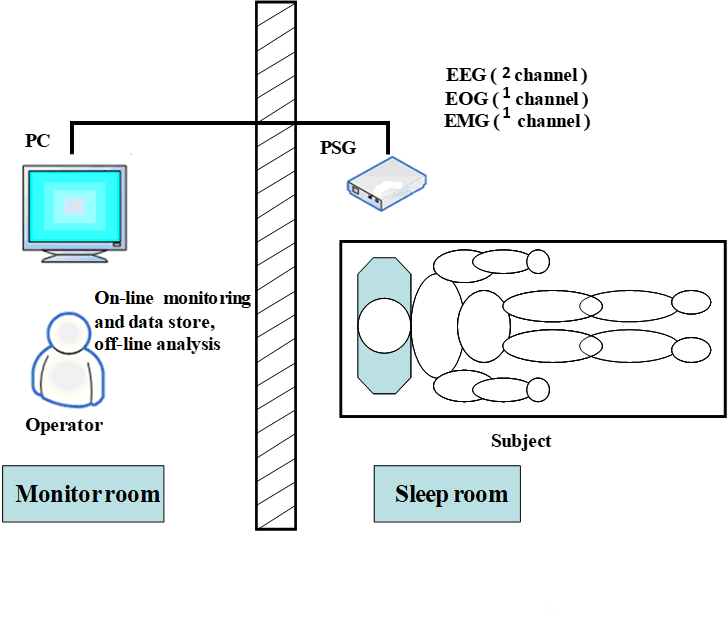 EEG ( 2 channel )
EOG ( 1 channel )
EMG ( 1 channel )
PC
PSG
On-line monitoring
and data store,
off-line analysis
Operator
Subject
Monitor room
Sleep room